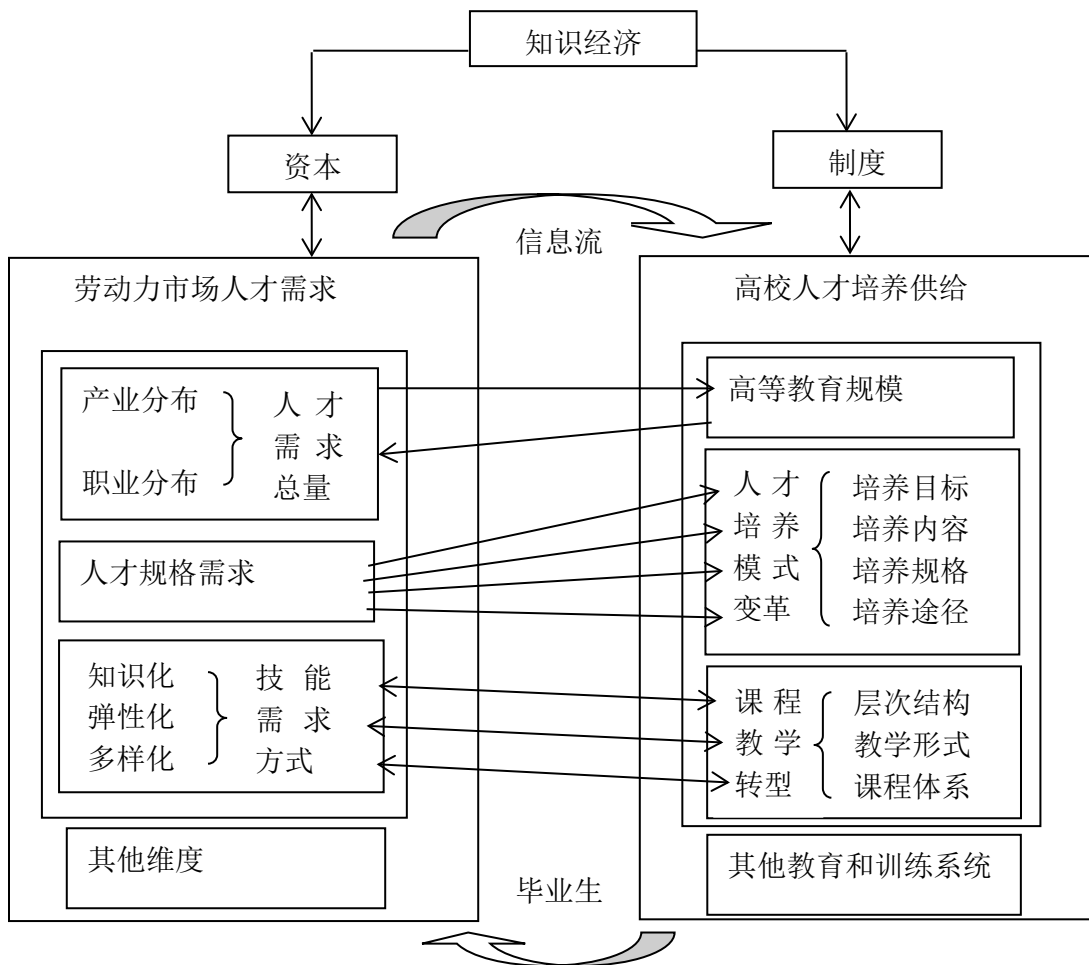 知识经济
资本
制度
信息流
劳动力市场人才需求
产业分布
职业分布
人 才
需 求
总量
人才规格需求
知识化
弹性化
多样化
技 能
需 求
方式
其他维度
高校人才培养供给
高等教育规模
人 才
培 养
模 式
变革
培养目标
培养内容
培养规格
培养途径
课 程
教 学
转型
层次结构
教学形式
课程体系
其他教育和训练系统
毕业生